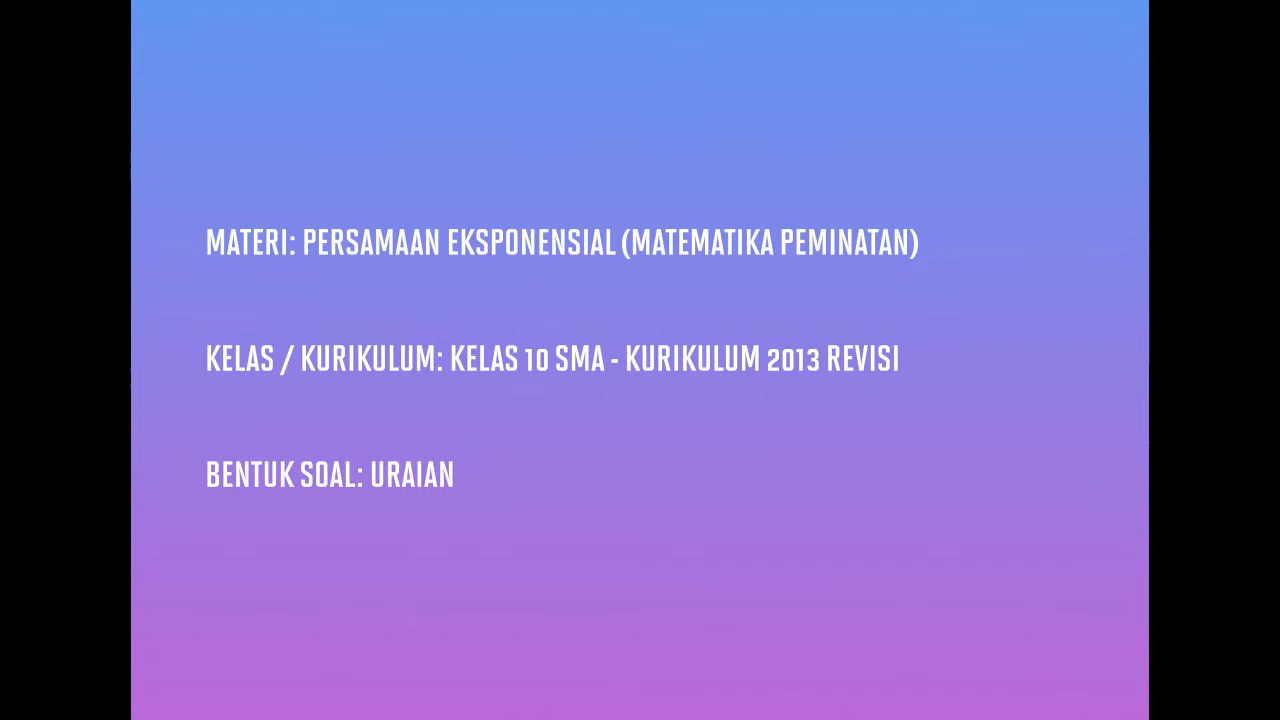 MATERI: PERSAMAAN EKSPONENSIAL (MATEMATIKA PEMINATAN)
KELAS / KURIKULUM: KELAS 10 SMA - KURIKULUM 2013 REVISI
BENTUK SOAL: URAIAN